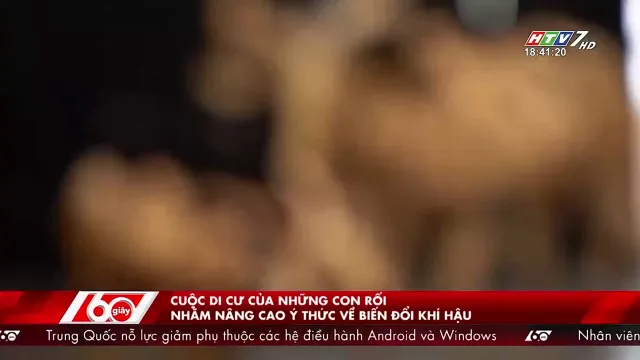 HTV7 HD
18:41:20
60 giây
CUỘC DI CƯ CỦA NHỮNG CON RỐI
NHẰM NÂNG CAO Ý THỨC VỀ BIẾN ĐỔI KHÍ HẬU
Trung Quốc nỗ lực giảm phụ thuộc các hệ điều hành Android và Windows 60 Nhân viên